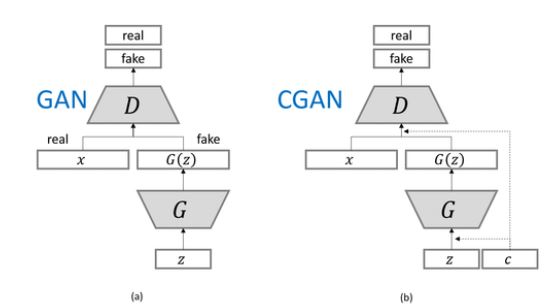 real
fake
GAN
D
real
fake
x
G(z)
G
z
(a)
real
fake
CGAN
D
x
G(z)
G
z
c
(b)